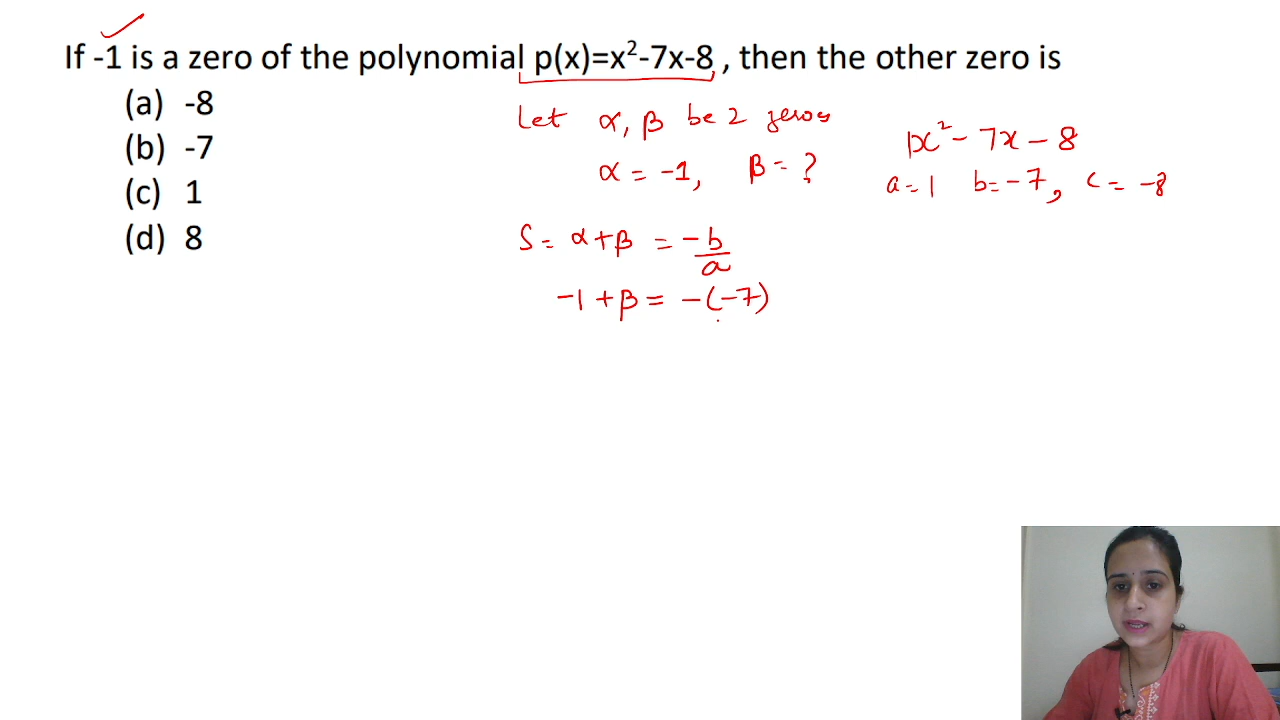 If -1 is a zero of the polynomial p(x)=x²-7x-8 , then the other zero is
(a) -8
(b) -7
(c) 1
(d) 8
Let α, β be 2 zeros
α = -1, β = ?
1x² - 7x - 8
a = 1 b = -7, c = -8
S = α+β = -b/a
-1 + β = -(-7)